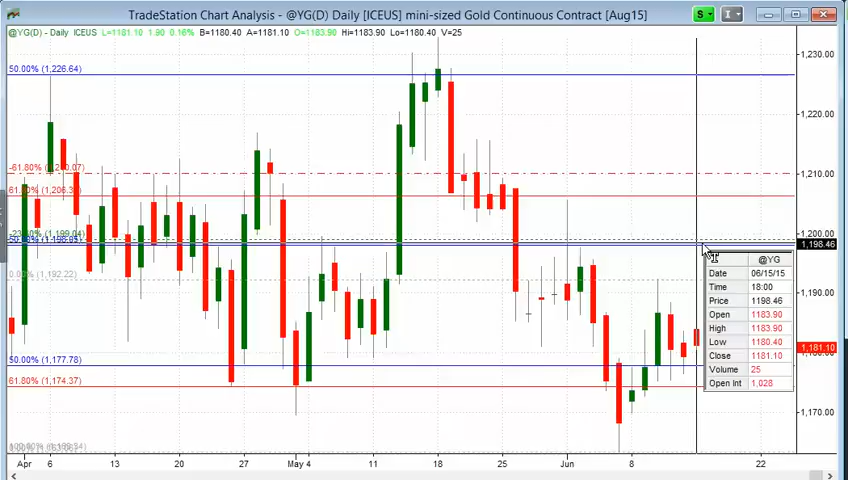 TradeStation Chart Analysis - @YG(D) Daily [ICEUS] mini-sized Gold Continuous Contract [Aug15]
S
I
@YG(D) - Daily ICEUS L=1181.10 1.90 0.16% B=1180.40 A=1181.10 O=1183.90 Hi=1183.90 Lo=1180.40 V=25
1,230.00
50.00% (1,226.64)
1,220.00
1,210.00
1,200.00
1,198.46
0.00% (1,192.22)
1,190.00
1,181.10
50.00% (1,177.78)
61.80% (1,174.37)
1,170.00
@YG
Date 06/15/15
Time 18:00
Price 1198.46
Open 1183.90
High 1183.90
Low 1180.40
Close 1181.10
Volume 25
Open Int 1,028
Apr 6 13 20 27 May 4 11 18 25 Jun 8 22